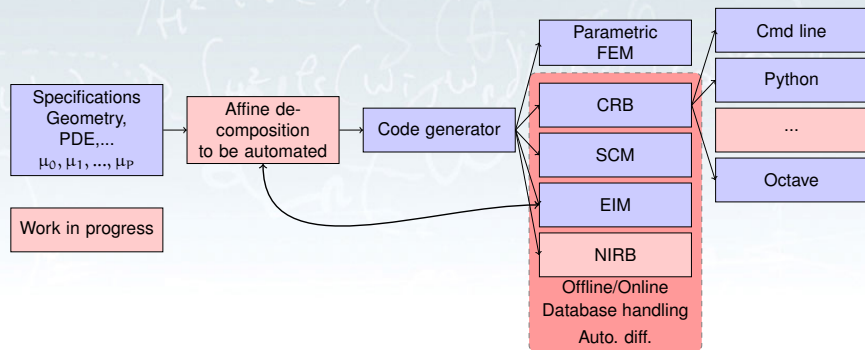 Specifications
Geometry,
PDE,...
μ₀, μ₁, ..., μ_P
Work in progress
Affine de-
composition
to be automated
Code generator
Parametric
FEM
CRB
SCM
EIM
NIRB
Offline/Online
Database handling
Auto. diff.
Cmd line
Python
...
Octave